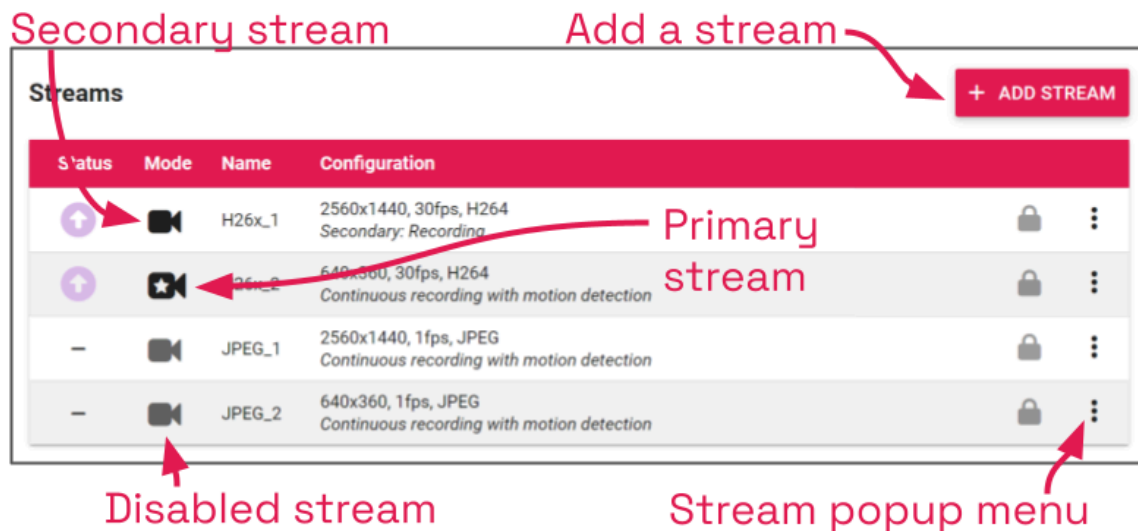 Secondary stream
Add a stream
Streams
+ ADD STREAM
Status Mode Name Configuration
H26x_1 2560x1440, 30fps, H264
Secondary: Recording
Primary
stream
H26x_2 640x360, 30fps, H264
Continuous recording with motion detection
JPEG_1 2560x1440, 1fps, JPEG
Continuous recording with motion detection
JPEG_2 640x360, 1fps, JPEG
Continuous recording with motion detection
Disabled stream
Stream popup menu